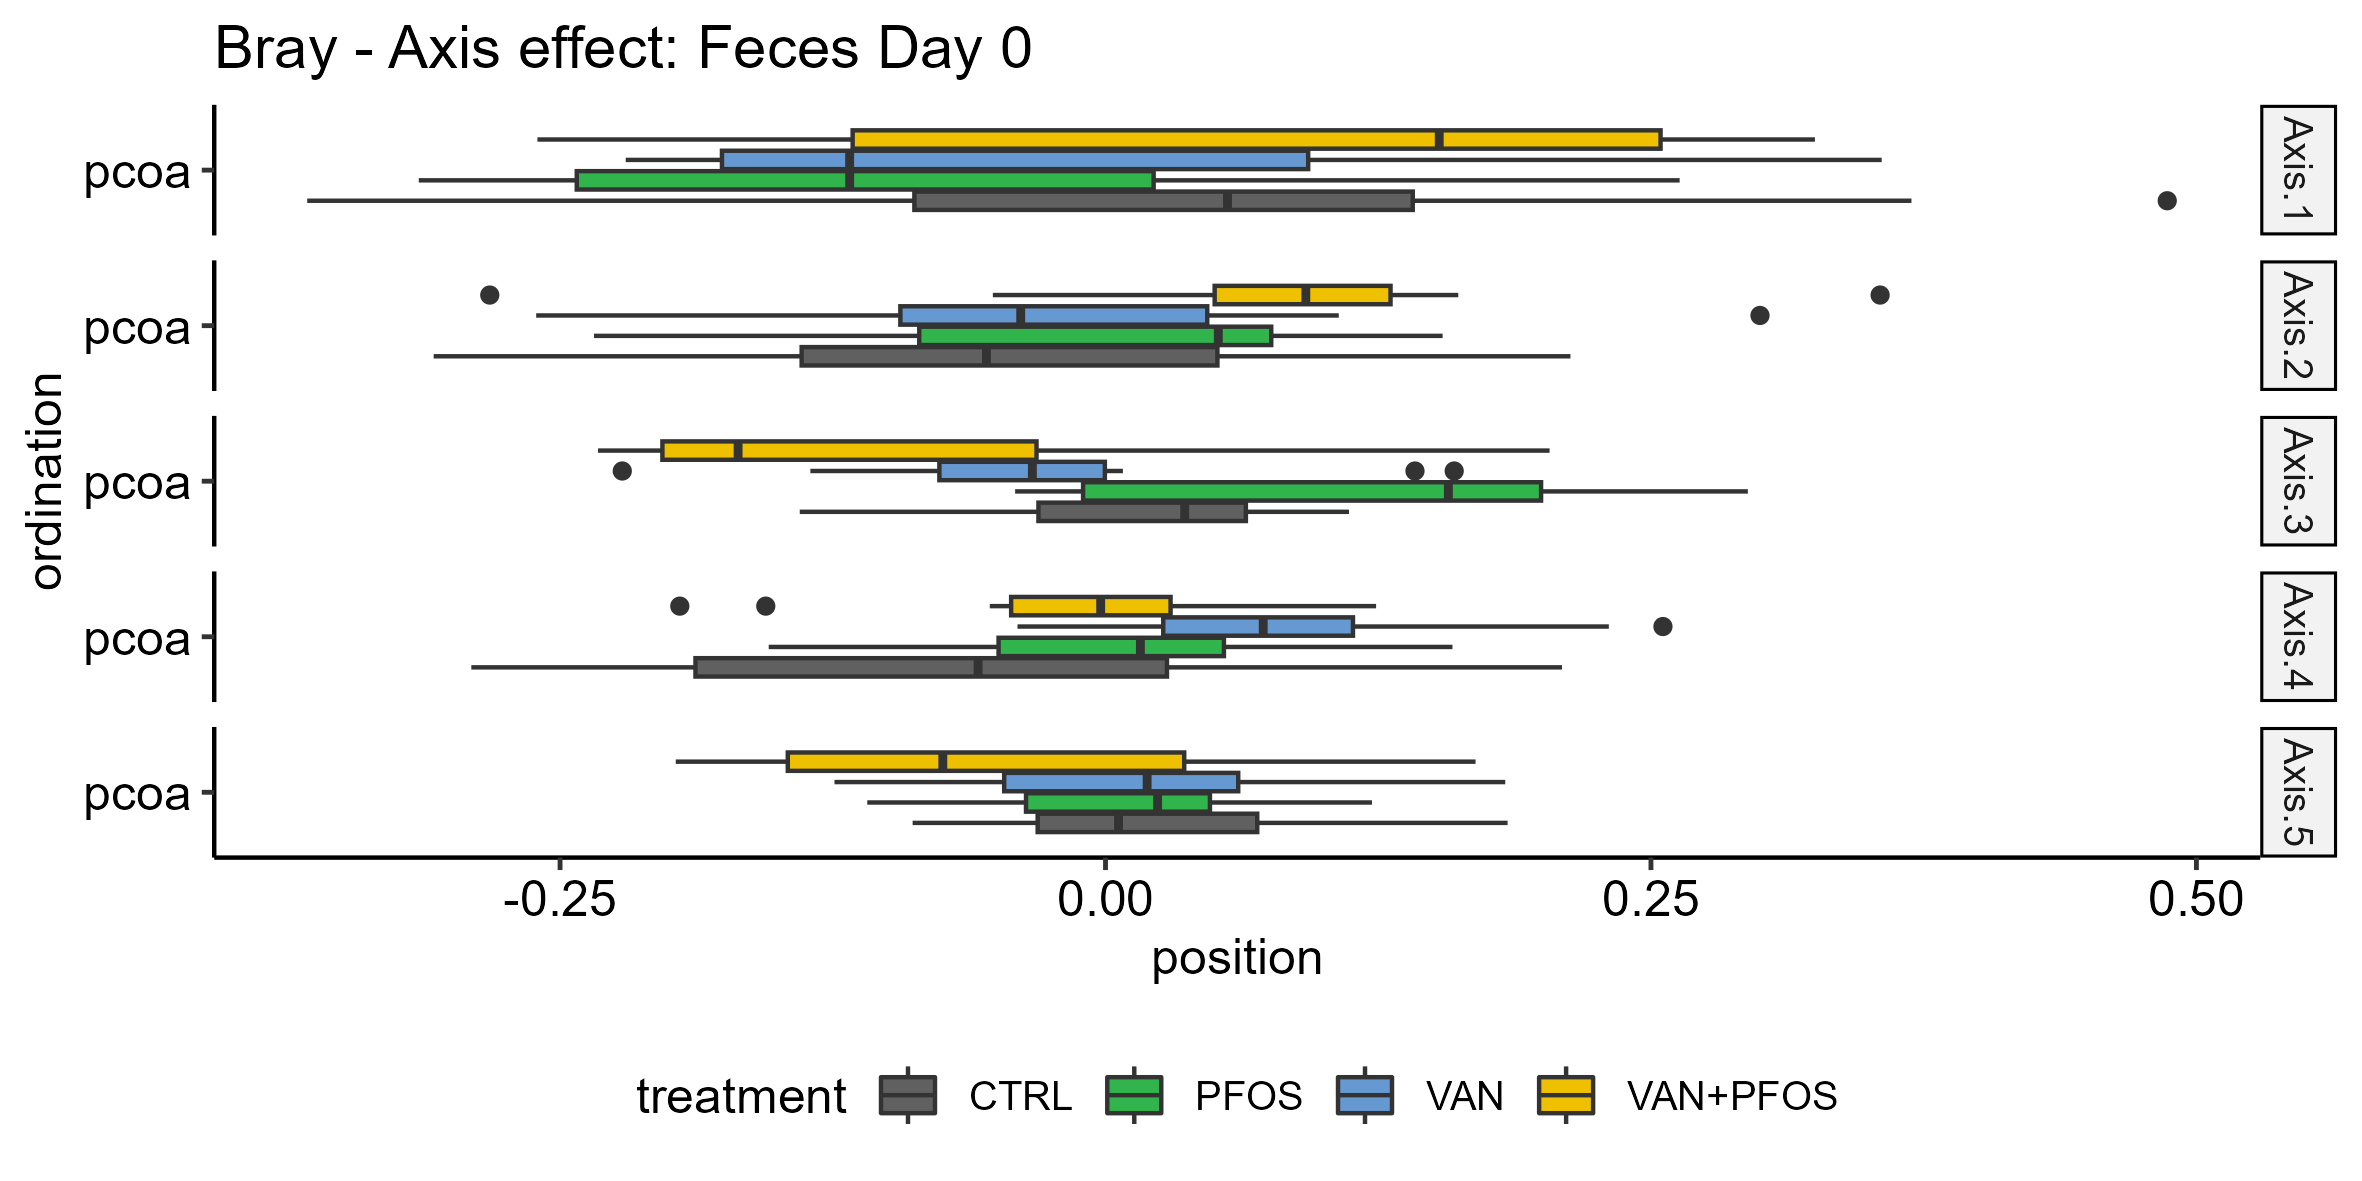 Bray - Axis effect: Feces Day 0
pcoa
Axis.1
pcoa
Axis.2
pcoa
Axis.3
pcoa
Axis.4
pcoa
Axis.5
ordination
-0.25 0.00 0.25 0.50
position
treatment CTRL PFOS VAN VAN+PFOS